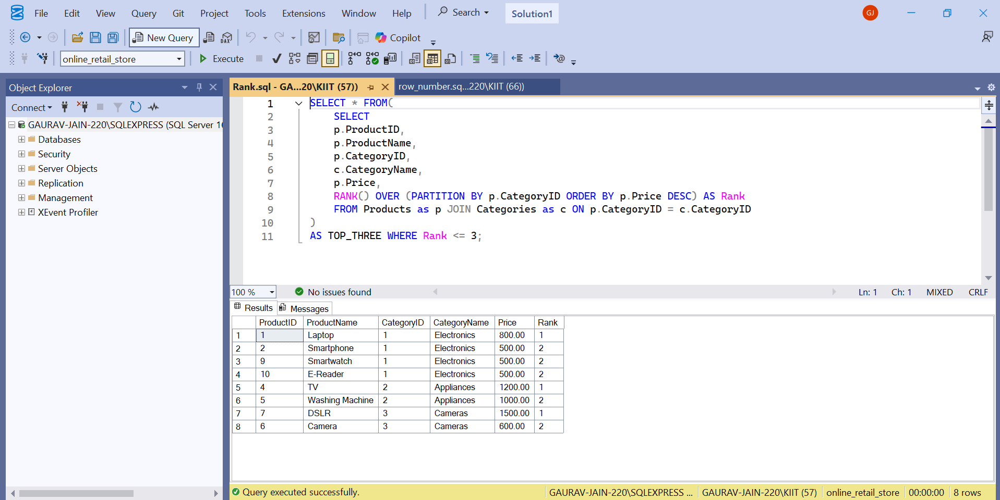 File Edit View Query Git Project Tools Extensions Window Help Search Solution1 GJ
New Query DAX Copilot
online_retail_store Execute
Object Explorer
Connect
GAURAV-JAIN-220\SQLEXPRESS (SQL Server 16
Databases
Security
Server Objects
Replication
Management
XEvent Profiler
Rank.sql - GA...20\KIIT (57)) row_number.sq...220\KIIT (66))
1 SELECT * FROM(
2 SELECT
3 p.ProductID,
4 p.ProductName,
5 p.CategoryID,
6 c.CategoryName,
7 p.Price,
8 RANK() OVER (PARTITION BY p.CategoryID ORDER BY p.Price DESC) AS Rank
9 FROM Products as p JOIN Categories as c ON p.CategoryID = c.CategoryID
10 )
11 AS TOP_THREE WHERE Rank <= 3;
100 % No issues found Ln: 1 Ch: 1 MIXED CRLF
Results Messages
ProductID ProductName CategoryID CategoryName Price Rank
1 1 Laptop 1 Electronics 800.00 1
2 2 Smartphone 1 Electronics 500.00 2
3 9 Smartwatch 1 Electronics 500.00 2
4 10 E-Reader 1 Electronics 500.00 2
5 4 TV 2 Appliances 1200.00 1
6 5 Washing Machine 2 Appliances 1000.00 2
7 7 DSLR 3 Cameras 1500.00 1
8 6 Camera 3 Cameras 600.00 2
Query executed successfully. GAURAV-JAIN-220\SQLEXPRESS ... GAURAV-JAIN-220\KIIT (57) online_retail_store 00:00:00 8 rows